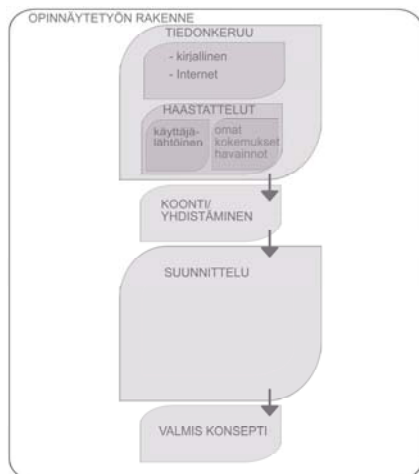 OPINNÄYTETYÖN RAKENNE
TIEDONKERUU
- kirjallinen
- Internet
HAASTATTELUT
käyttäjä-
lähtöinen
omat
kokemukset
havainnot
KOONTI/
YHDISTÄMINEN
SUUNNITTELU
VALMIS KONSEPTI